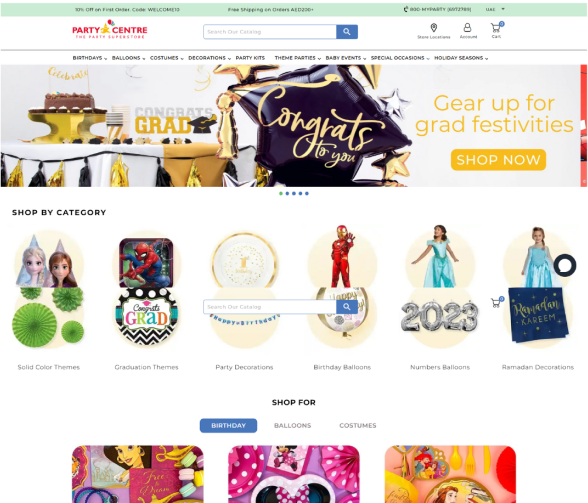 10% Off on First Order. Code: WELCOME10
Free Shipping on Orders AED200+
800-MYPARTY (6972789)
UAE
PARTY CENTRE
THE PARTY SUPERSTORE
Search Our Catalog
Store Locations
Account
0
Cart
BIRTHDAYS
BALLOONS
COSTUMES
DECORATIONS
PARTY KITS
THEME PARTIES
BABY EVENTS
SPECIAL OCCASIONS
HOLIDAY SEASONS
Celebrate
CONGRATS
GRAD
Congrats
to you
Gear up for
grad festivities
SHOP NOW
SHOP BY CATEGORY
Congrats
GRAD
Search Our Catalog
Happy Birthday
Happy
2023
0
Ramadan
KAREEM
Solid Color Themes
Graduation Themes
Party Decorations
Birthday Balloons
Numbers Balloons
Ramadan Decorations
SHOP FOR
BIRTHDAY
BALLOONS
COSTUMES